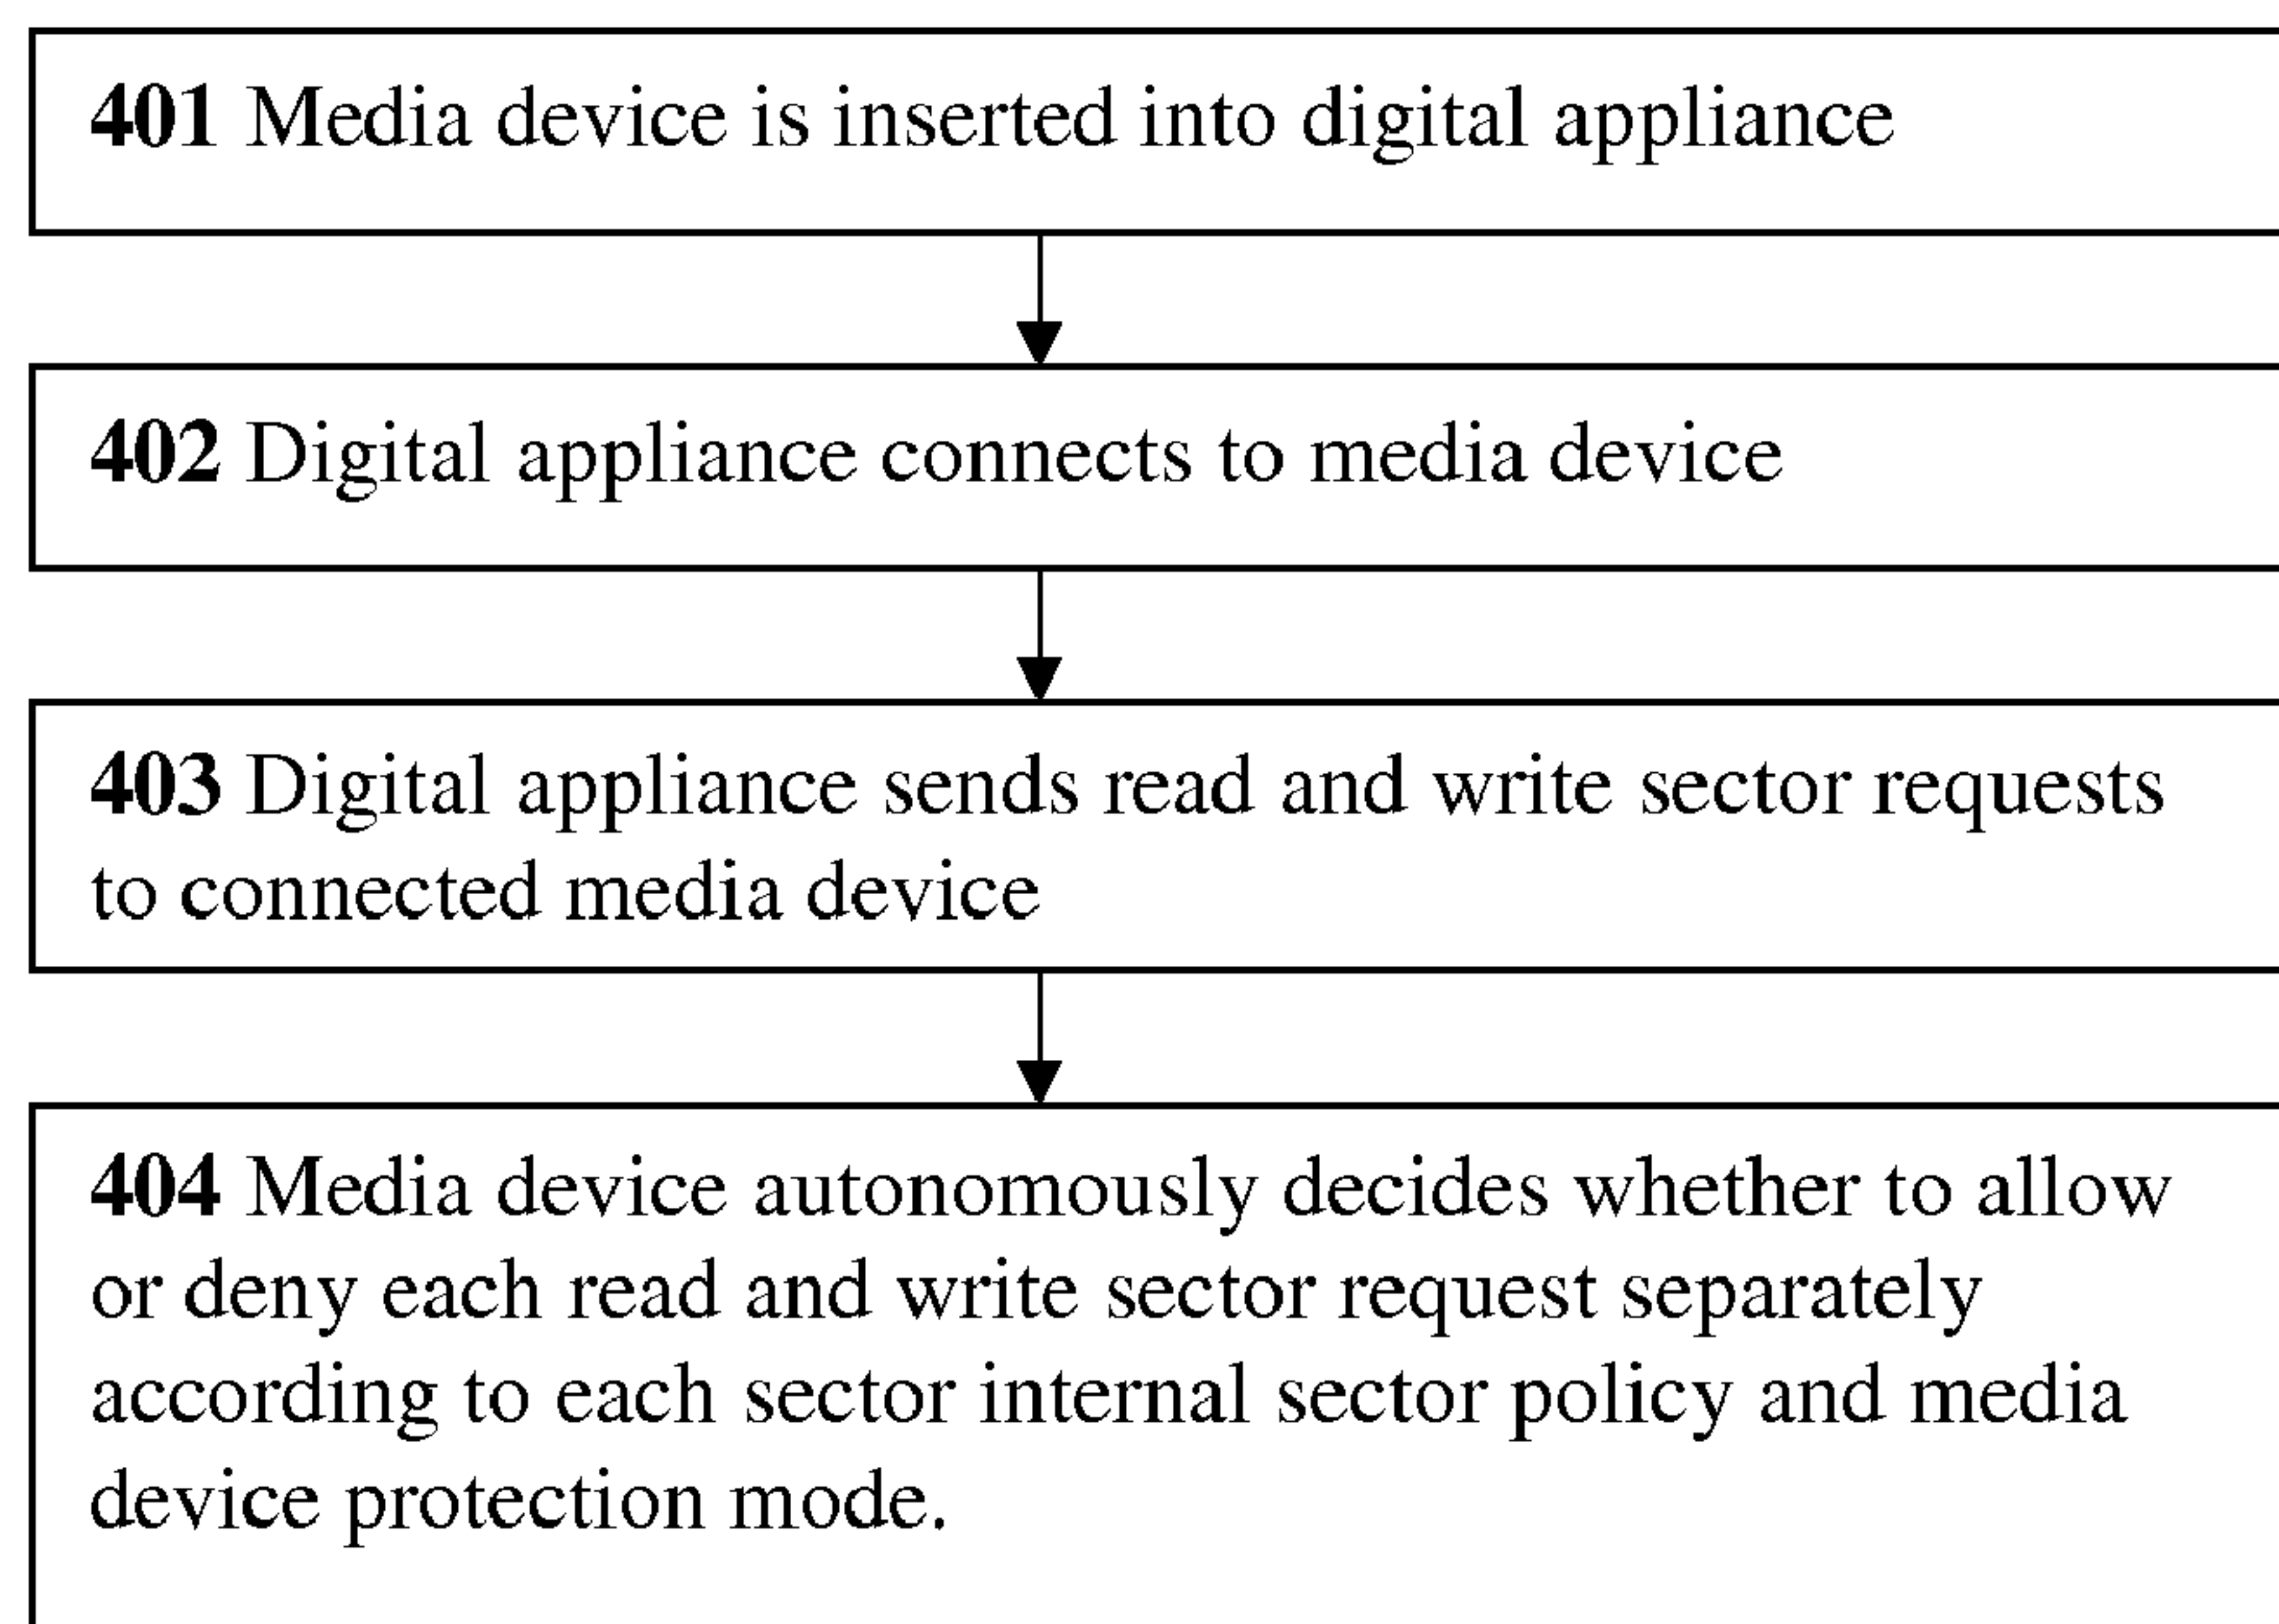 401 Media device is inserted into digital appliance
402 Digital appliance connects to media device
403 Digital appliance sends read and write sector requests
to connected media device
404 Media device autonomously decides whether to allow
or deny each read and write sector request separately
according to each sector internal sector policy and media
device protection mode.